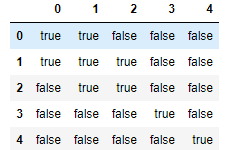 0 1 2 3 4
0 true true false false false
1 true true true false false
2 false true true false false
3 false false false true false
4 false false false false true